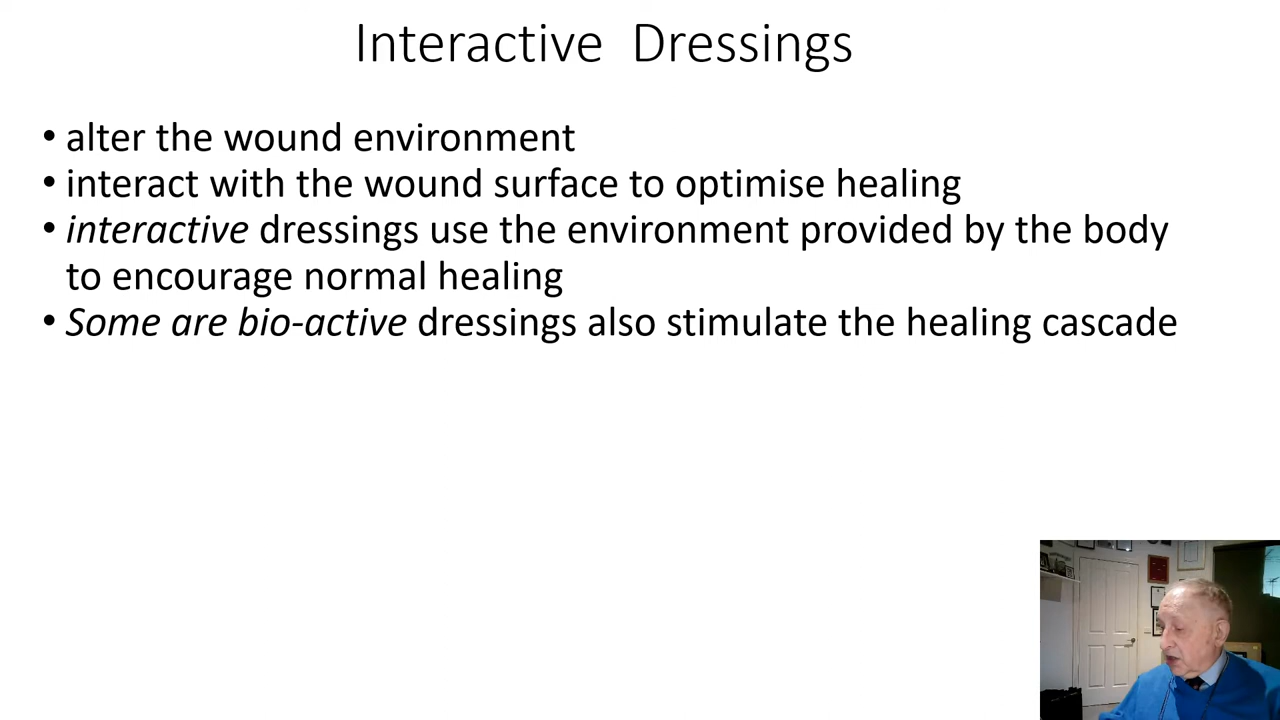 Interactive Dressings
• alter the wound environment
• interact with the wound surface to optimise healing
• interactive dressings use the environment provided by the body
to encourage normal healing
• Some are bio-active dressings also stimulate the healing cascade